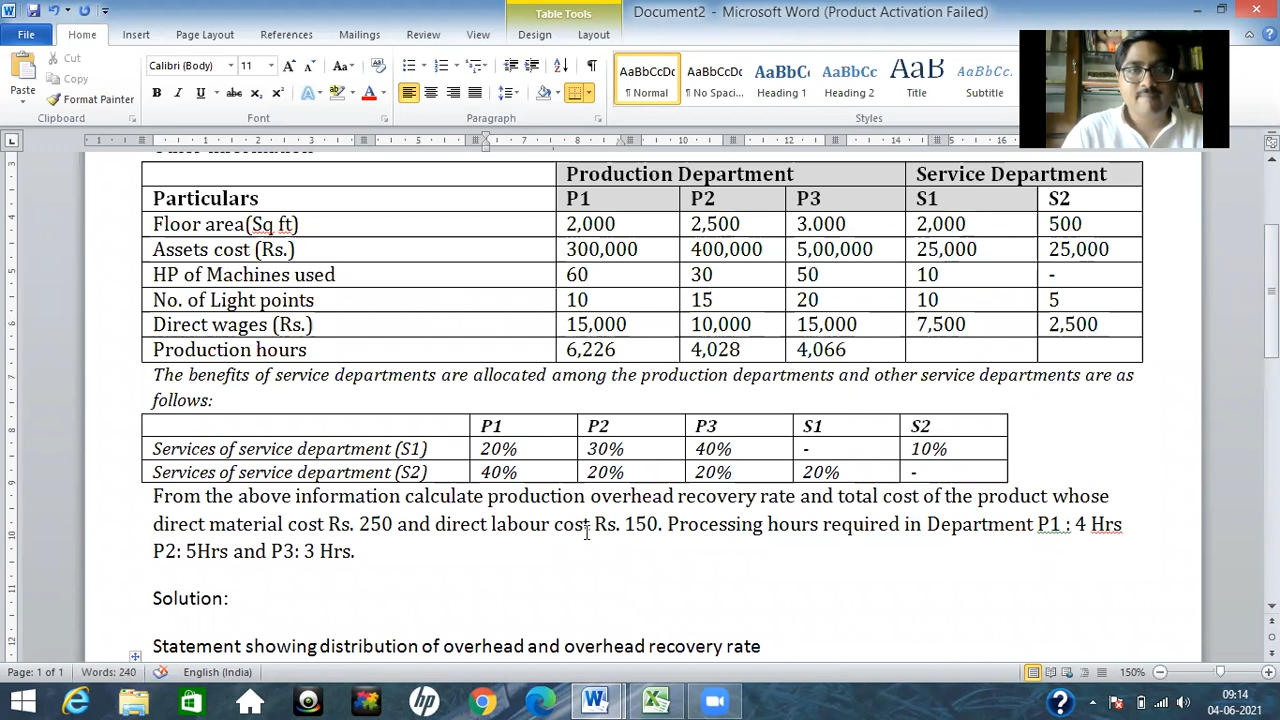 Table Tools
Document2 - Microsoft Word (Product Activation Failed)
File Home Insert Page Layout References Mailings Review View Design Layout
Paste
Cut
Copy
Format Painter
Clipboard
Calibri (Body) 11
Font
Paragraph
AaBbCcDc AaBbCcDc AaBbCc AaBbCc AaB AaBbCcL
¶ Normal ¶ No Spaci... Heading 1 Heading 2 Title Subtitle
Styles
Production Department Service Department
Particulars P1 P2 P3 S1 S2
Floor area(Sq ft) 2,000 2,500 3.000 2,000 500
Assets cost (Rs.) 300,000 400,000 5,00,000 25,000 25,000
HP of Machines used 60 30 50 10 -
No. of Light points 10 15 20 10 5
Direct wages (Rs.) 15,000 10,000 15,000 7,500 2,500
Production hours 6,226 4,028 4,066
The benefits of service departments are allocated among the production departments and other service departments are as
follows:
P1 P2 P3 S1 S2
Services of service department (S1) 20% 30% 40% - 10%
Services of service department (S2) 40% 20% 20% 20% -
From the above information calculate production overhead recovery rate and total cost of the product whose
direct material cost Rs. 250 and direct labour cost Rs. 150. Processing hours required in Department P1 : 4 Hrs
P2: 5Hrs and P3: 3 Hrs.
Solution:
Statement showing distribution of overhead and overhead recovery rate
Page: 1 of 1 Words: 240 English (India) 150%
09:14
04-06-2021